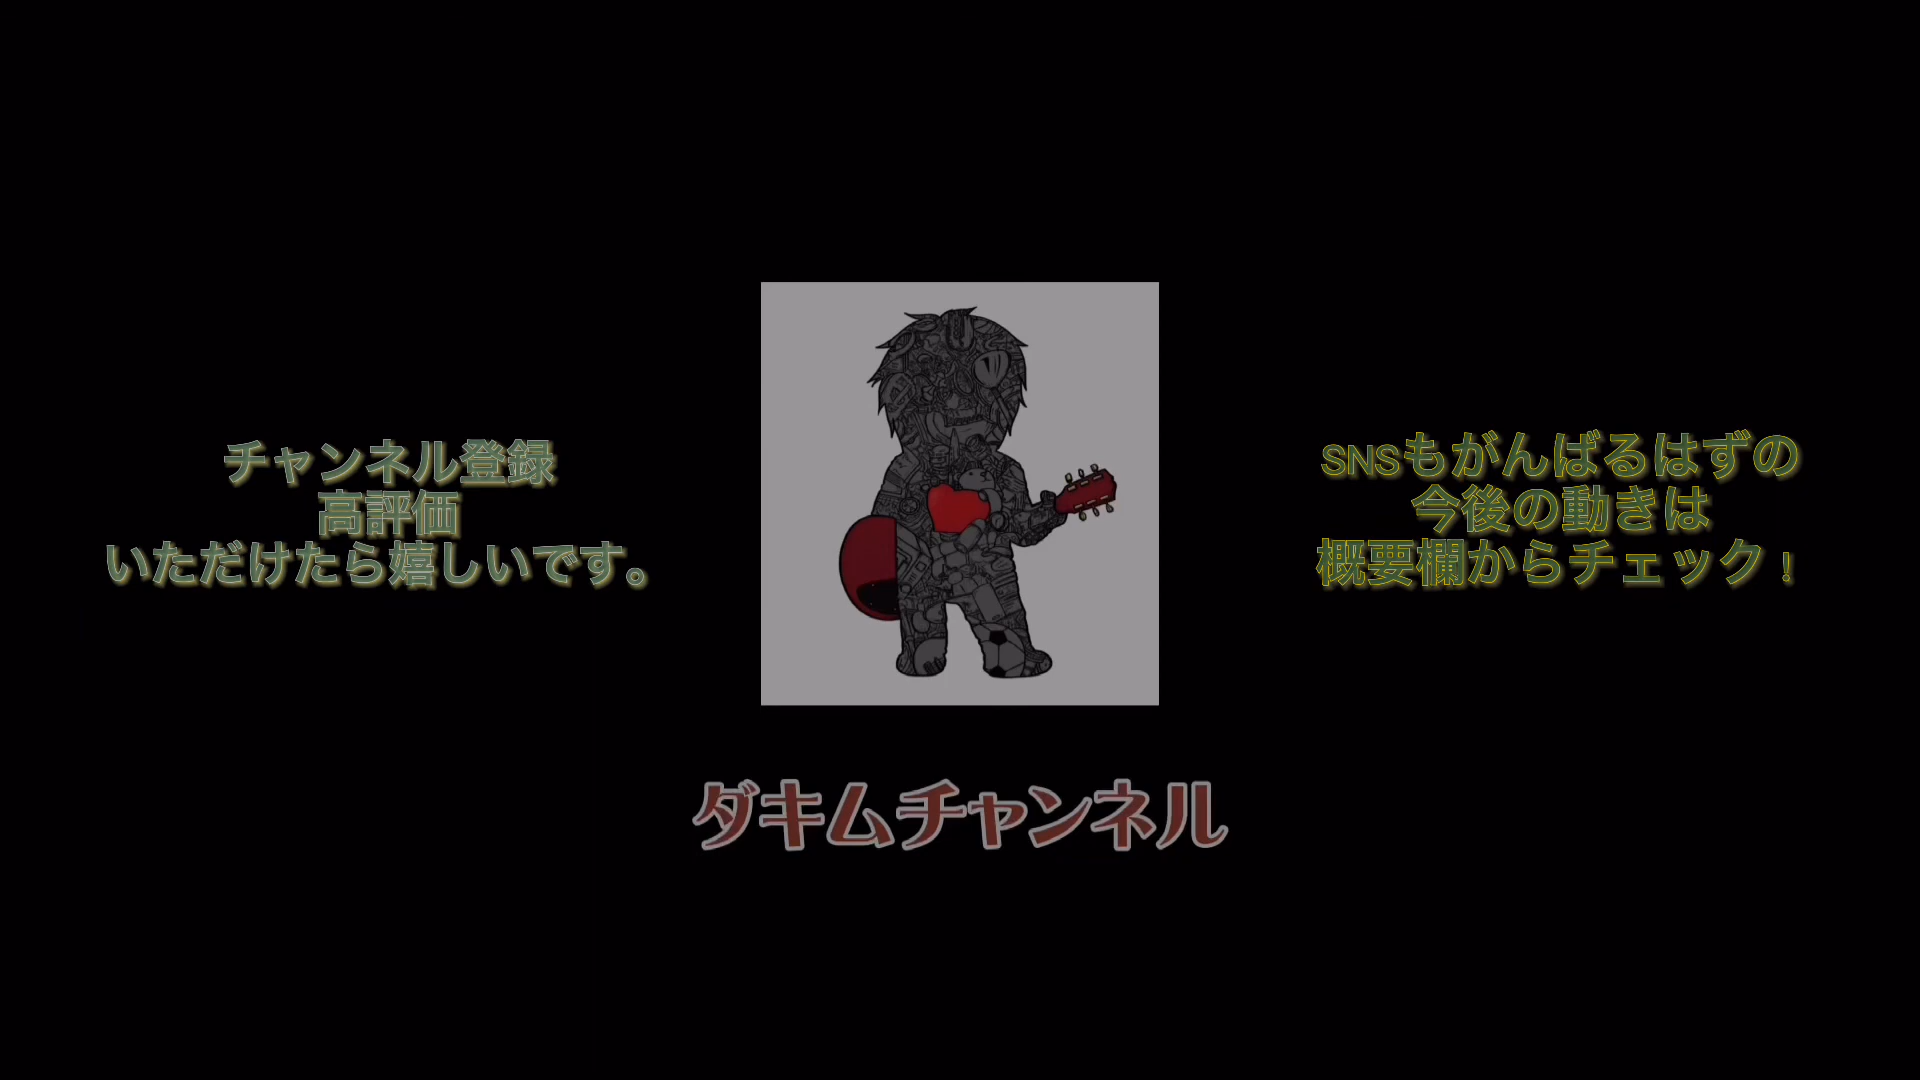 チャンネル登録
高評価
いただけたら嬉しいです。
SNSもがんばるはずの
今後の動きは
概要欄からチェック！
ダキムチャンネル